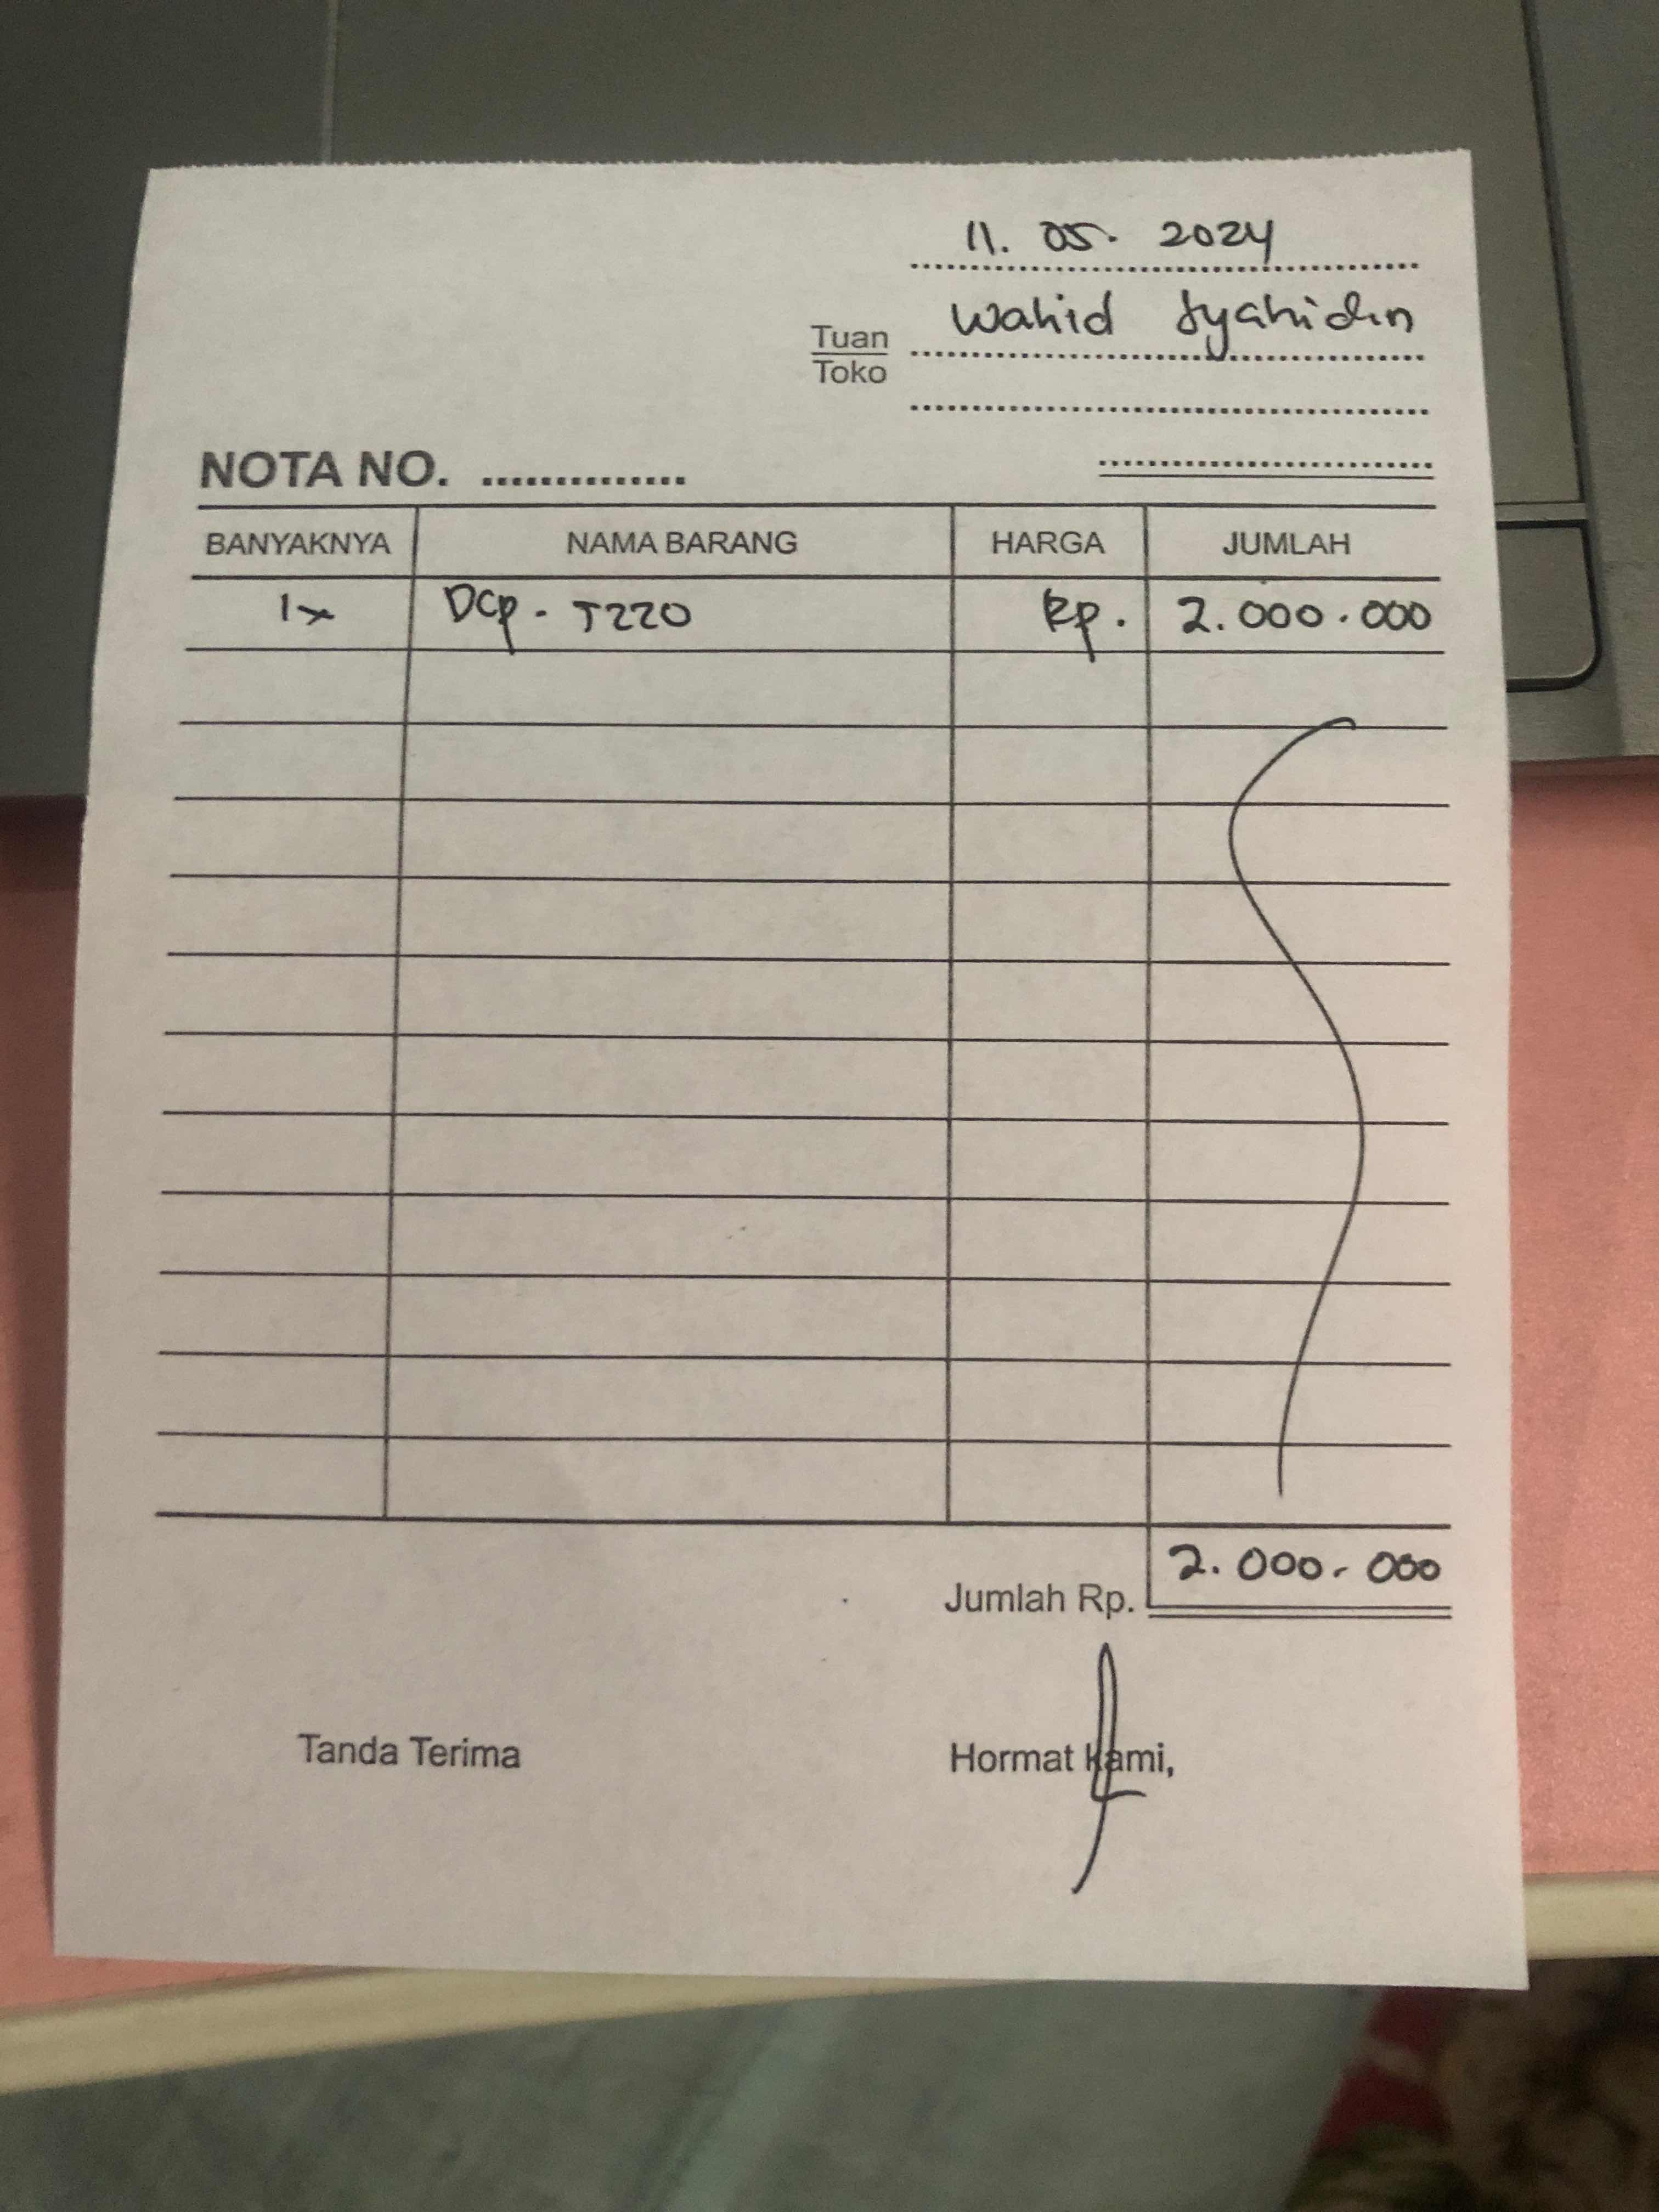 11. 05. 2024
Tuan Wahid Syahidin
Toko
NOTA NO. ..............
BANYAKNYA NAMA BARANG HARGA JUMLAH
1x DCP - T220 Rp. 2.000.000
Jumlah Rp. 2.000.000
Tanda Terima Hormat Kami,